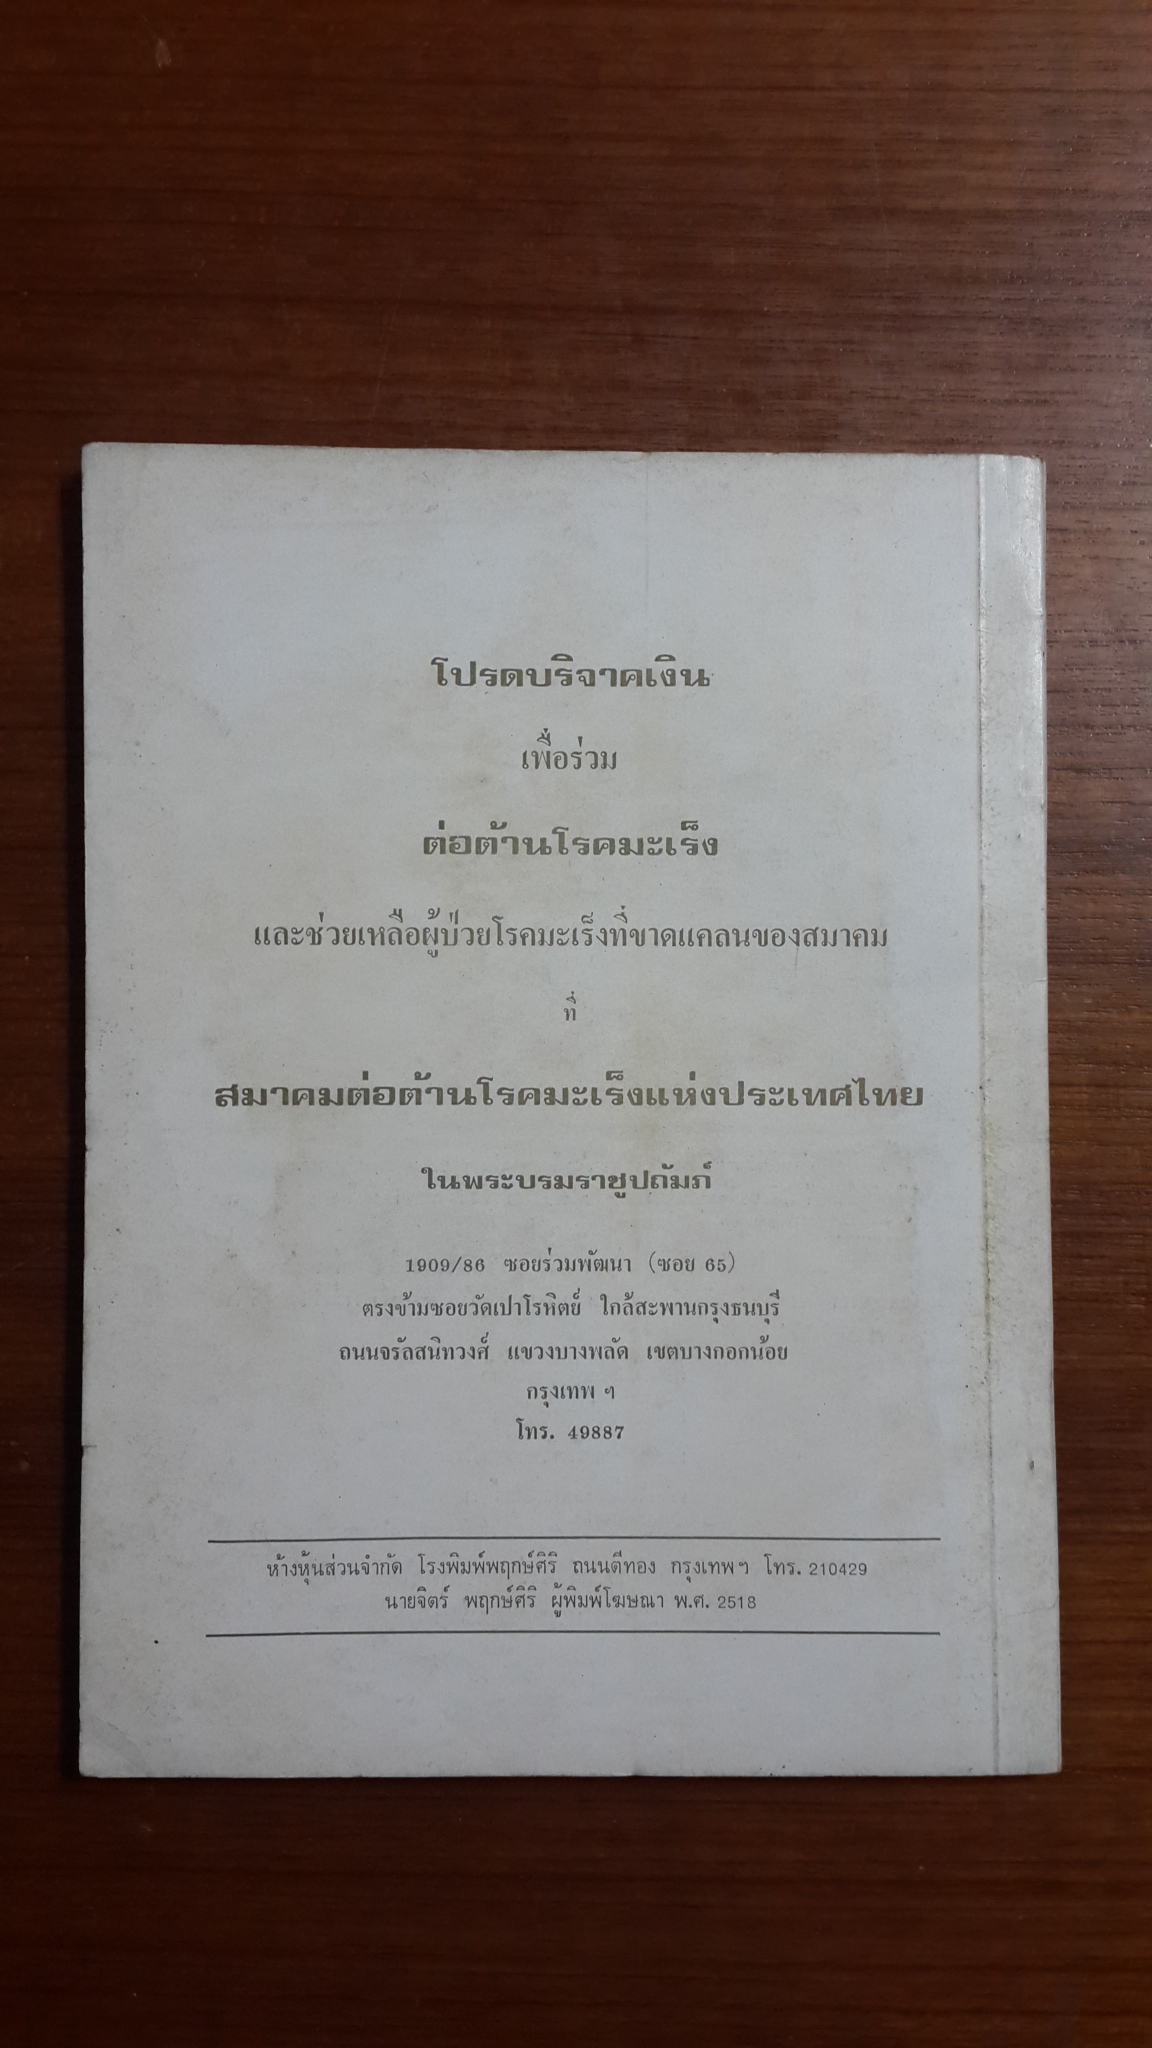 โปรดบริจาคเงิน
เพื่อร่วม
ต่อต้านโรคมะเร็ง
และช่วยเหลือผู้ป่วยโรคมะเร็งที่ขาดแคลนของสมาคม
ที่
สมาคมต่อต้านโรคมะเร็งแห่งประเทศไทย
ในพระบรมราชูปถัมภ์
1909/86 ซอยร่วมพัฒนา (ซอย 65)
ตรงข้ามซอยวัดเปาโรหิตย์ ใกล้สะพานกรุงธนบุรี
ถนนจรัลสนิทวงศ์ แขวงบางพลัด เขตบางกอกน้อย
กรุงเทพ ฯ
โทร. 49887
ห้างหุ้นส่วนจำกัด โรงพิมพ์พฤกษ์ศิริ ถนนตีทอง กรุงเทพฯ โทร. 210429
นายจิตร์ พฤกษ์ศิริ ผู้พิมพ์โฆษณา พ.ศ. 2518